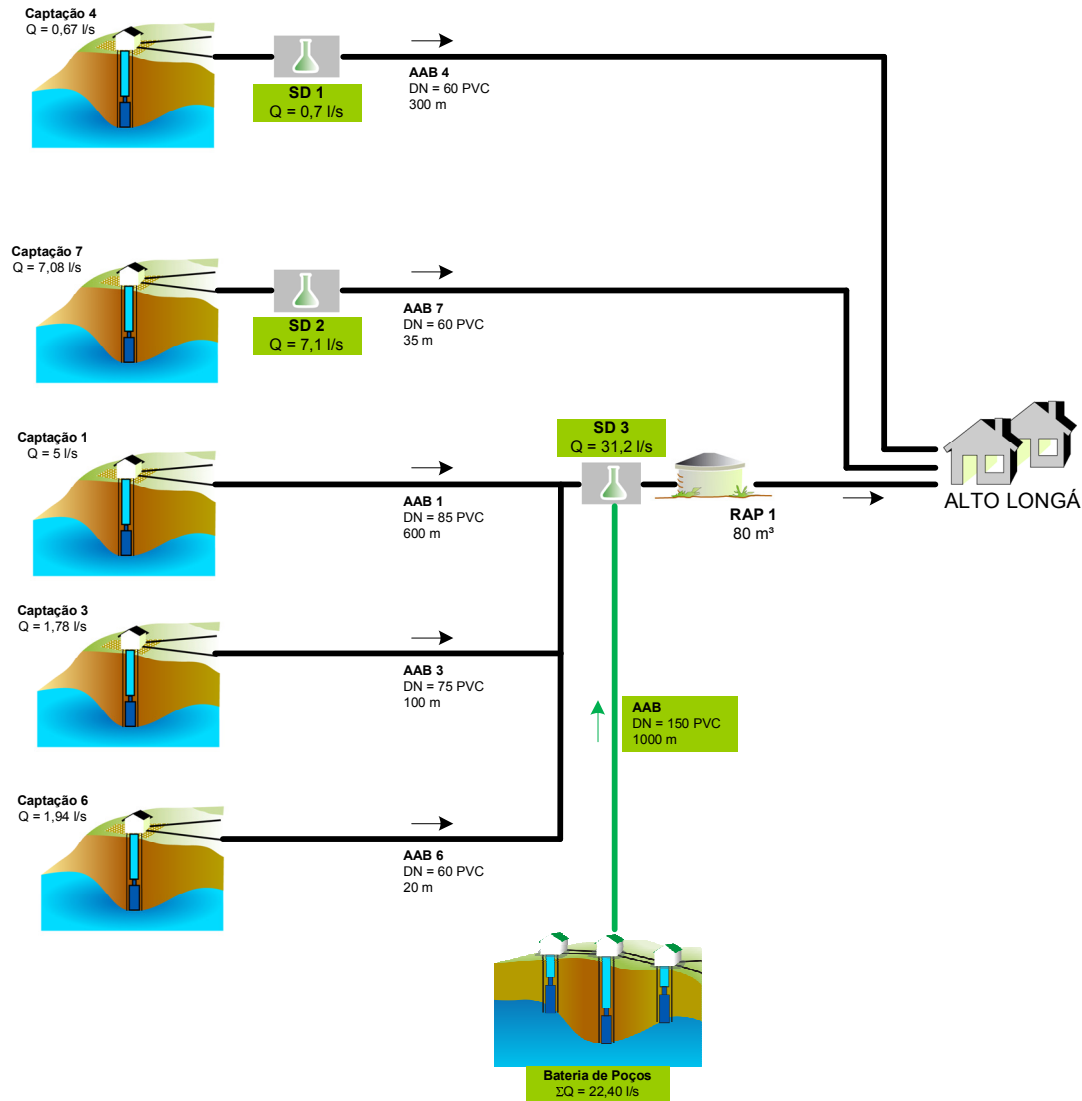 Captação 4
Q = 0,67 l/s
SD 1
Q = 0,7 l/s
AAB 4
DN = 60 PVC
300 m
Captação 7
Q = 7,08 l/s
SD 2
Q = 7,1 l/s
AAB 7
DN = 60 PVC
35 m
Captação 1
Q = 5 l/s
AAB 1
DN = 85 PVC
600 m
SD 3
Q = 31,2 l/s
RAP 1
80 m³
ALTO LONGÁ
Captação 3
Q = 1,78 l/s
AAB 3
DN = 75 PVC
100 m
AAB
DN = 150 PVC
1000 m
Captação 6
Q = 1,94 l/s
AAB 6
DN = 60 PVC
20 m
Bateria de Poços
ΣQ = 22,40 l/s